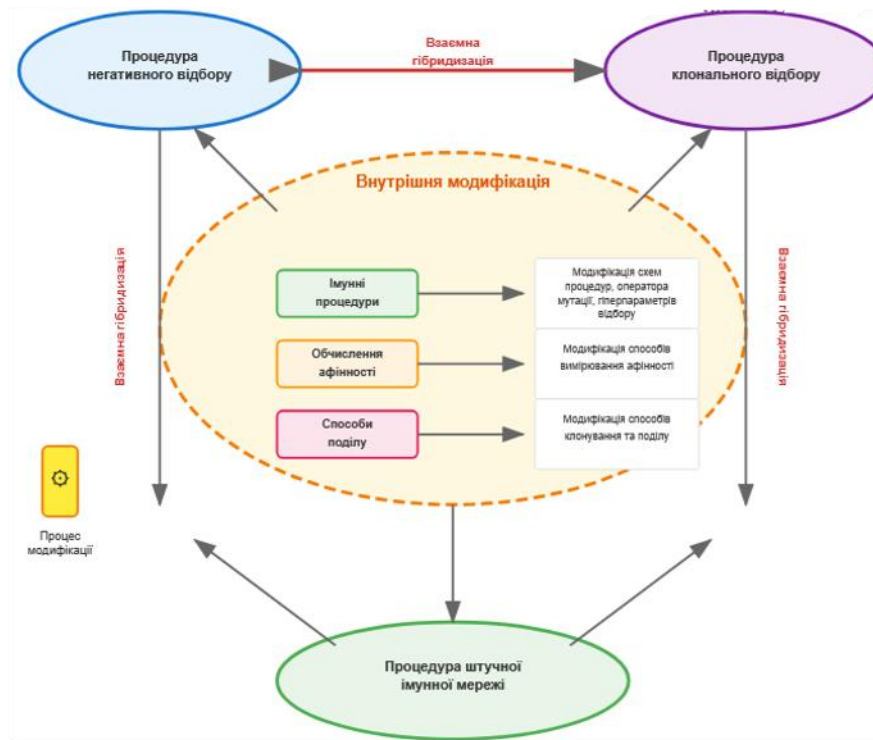 Процедура
негативного відбору
Взаємна
гібридизація
Процедура
клонального відбору
Внутрішня модифікація
Взаємна гібридизація
Імунні
процедури
Модифікація схем
процедур, оператора
мутації, гіперпараметрів
відбору
Обчислення
афінності
Модифікація способів
вимірювання афінності
Способи
поділу
Модифікація способів
клонування та поділу
Взаємна гібридизація
Процес
модифікації
Процедура штучної
імунної мережі